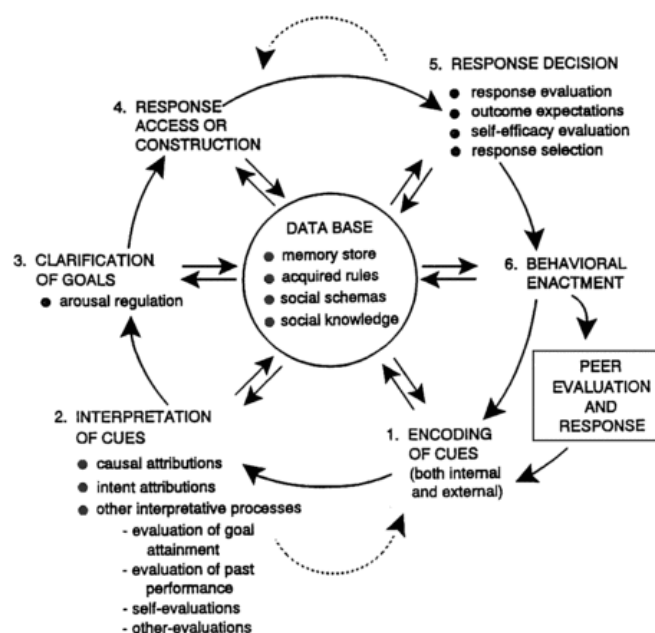 5. RESPONSE DECISION
● response evaluation
● outcome expectations
● self-efficacy evaluation
● response selection
4. RESPONSE
ACCESS OR
CONSTRUCTION
DATA BASE
● memory store
● acquired rules
● social schemas
● social knowledge
3. CLARIFICATION
OF GOALS
● arousal regulation
6. BEHAVIORAL
ENACTMENT
PEER
EVALUATION
AND
RESPONSE
2. INTERPRETATION
OF CUES
● causal attributions
● intent attributions
● other interpretative processes
- evaluation of goal
attainment
- evaluation of past
performance
- self-evaluations
- other-evaluations
1. ENCODING
OF CUES
(both internal
and external)